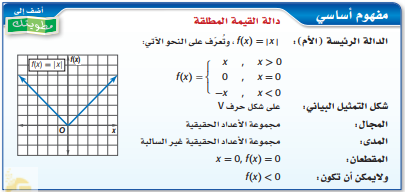 مفهوم أساسي
دالة القيمة المطلقة
أضف إلى
مطويتك
الدالة الرئيسة (الأم): f(x) = |x| ، وتُعرَّف على النحو الآتي:
f(x) = { x , x > 0
0 , x = 0
−x , x < 0
شكل التمثيل البياني: على شكل حرف V
المجال: مجموعة الأعداد الحقيقية
المدى: مجموعة الأعداد الحقيقية غير السالبة
المقطعان: x = 0, f(x) = 0
ولايمكن أن تكون: f(x) < 0
f(x)
f(x) = |x|
O
x